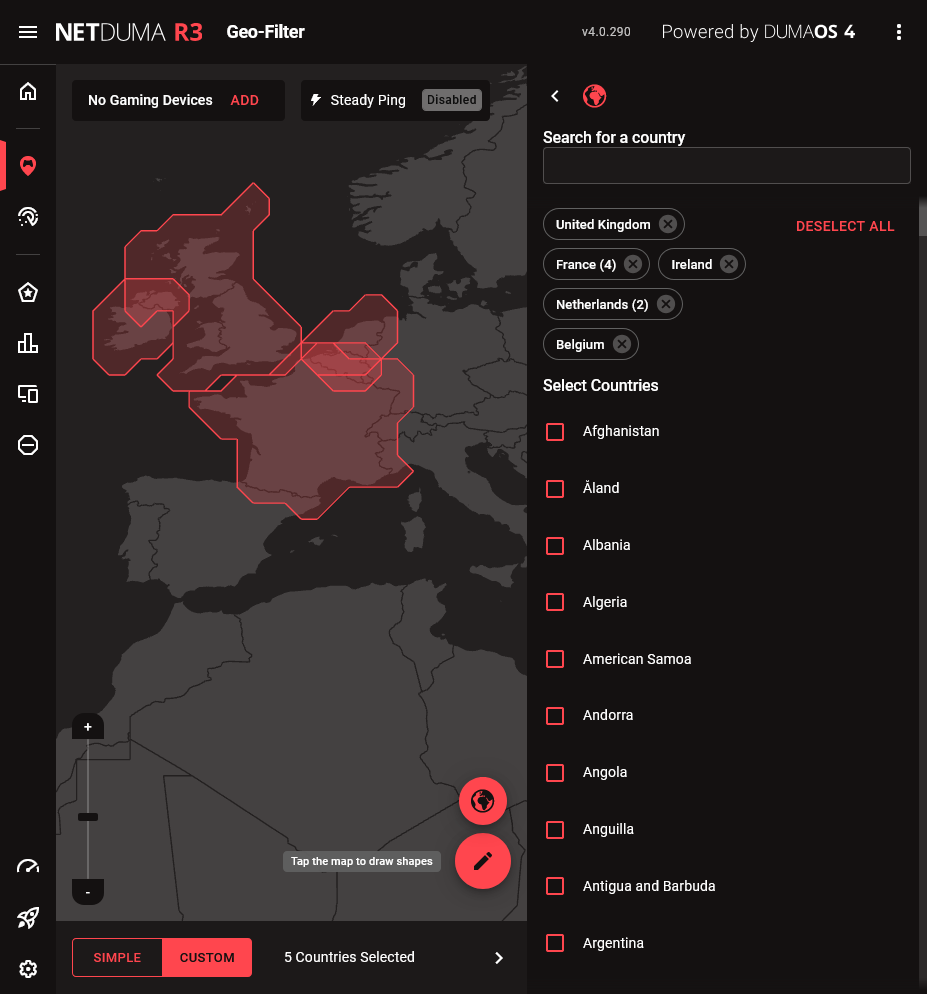 NETDUMA R3 Geo-Filter v4.0.290 Powered by DUMAOS 4
No Gaming Devices ADD
Steady Ping Disabled
Search for a country
United Kingdom
DESELECT ALL
France (4)
Ireland
Netherlands (2)
Belgium
Select Countries
Afghanistan
Åland
Albania
Algeria
American Samoa
Andorra
Angola
Anguilla
Antigua and Barbuda
Argentina
+
-
Tap the map to draw shapes
SIMPLE CUSTOM 5 Countries Selected